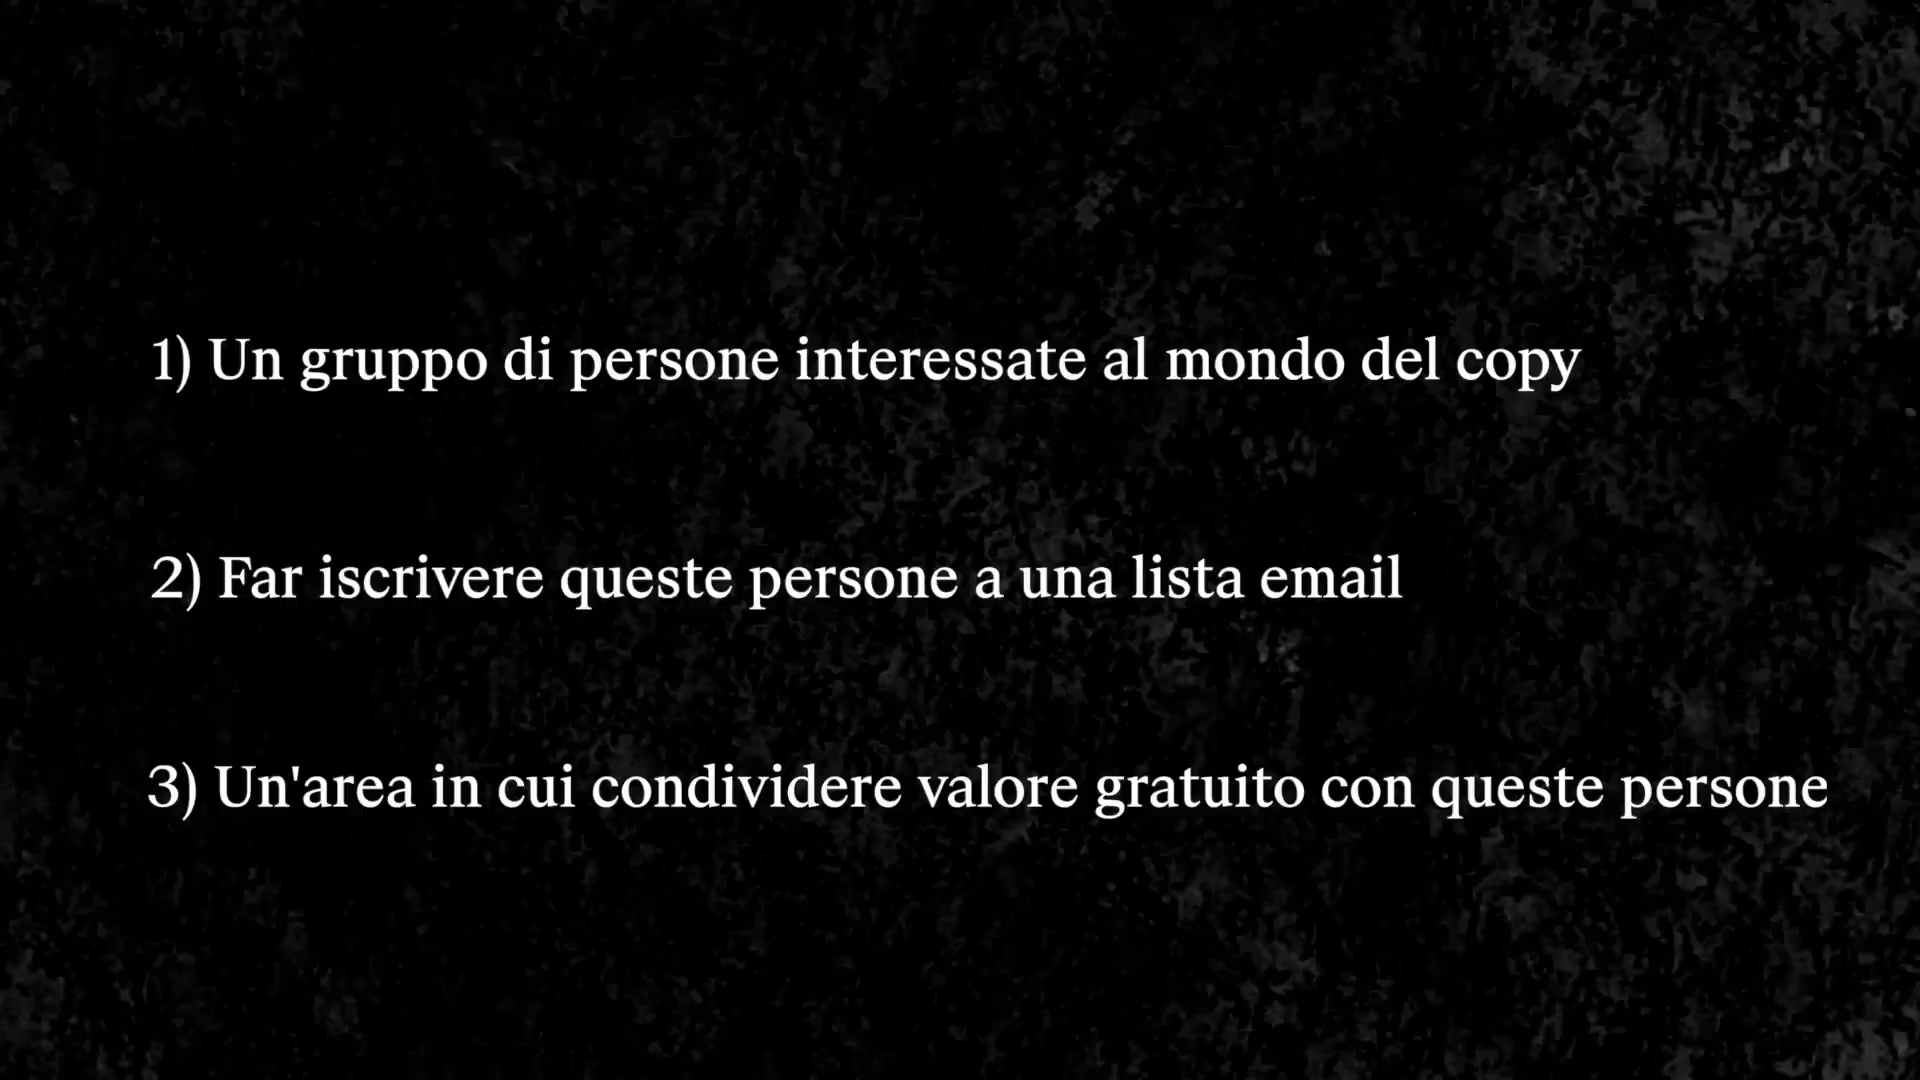 1) Un gruppo di persone interessate al mondo del copy
2) Far iscrivere queste persone a una lista email
3) Un'area in cui condividere valore gratuito con queste persone